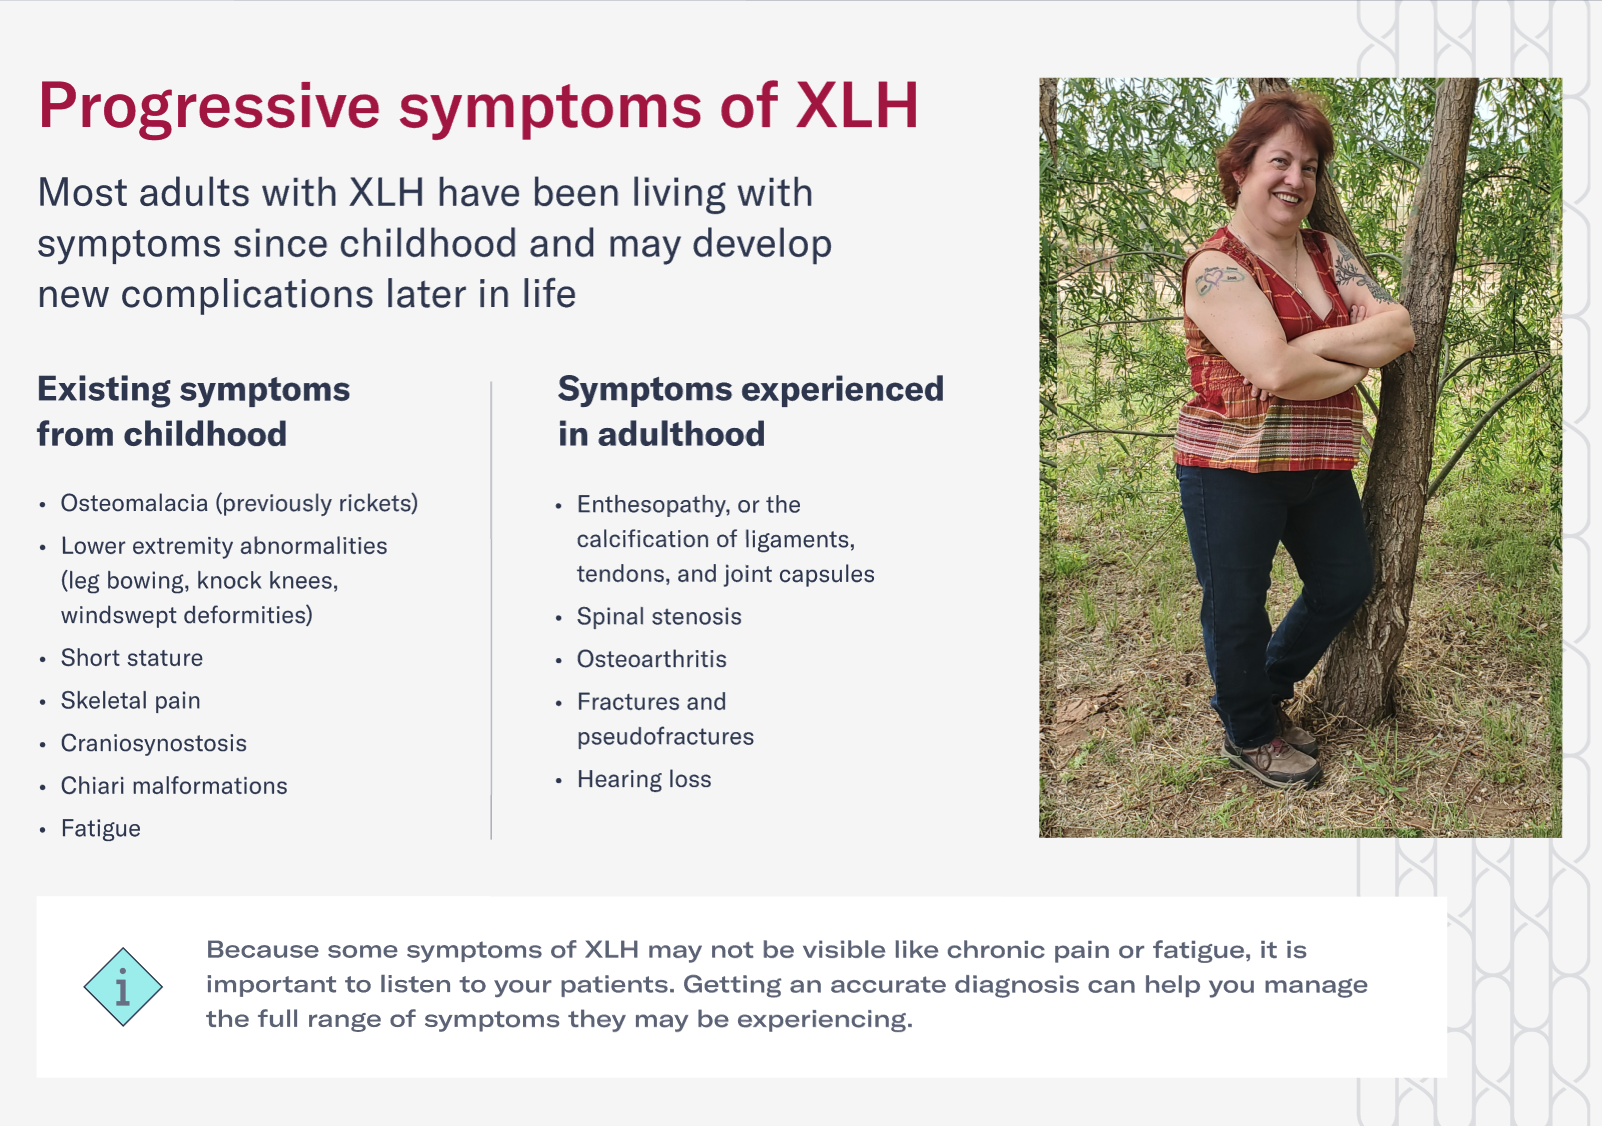 Progressive symptoms of XLH
Most adults with XLH have been living with
symptoms since childhood and may develop
new complications later in life
Existing symptoms
from childhood
• Osteomalacia (previously rickets)
• Lower extremity abnormalities
(leg bowing, knock knees,
windswept deformities)
• Short stature
• Skeletal pain
• Craniosynostosis
• Chiari malformations
• Fatigue
Symptoms experienced
in adulthood
• Enthesopathy, or the
calcification of ligaments,
tendons, and joint capsules
• Spinal stenosis
• Osteoarthritis
• Fractures and
pseudofractures
• Hearing loss
i
Because some symptoms of XLH may not be visible like chronic pain or fatigue, it is
important to listen to your patients. Getting an accurate diagnosis can help you manage
the full range of symptoms they may be experiencing.